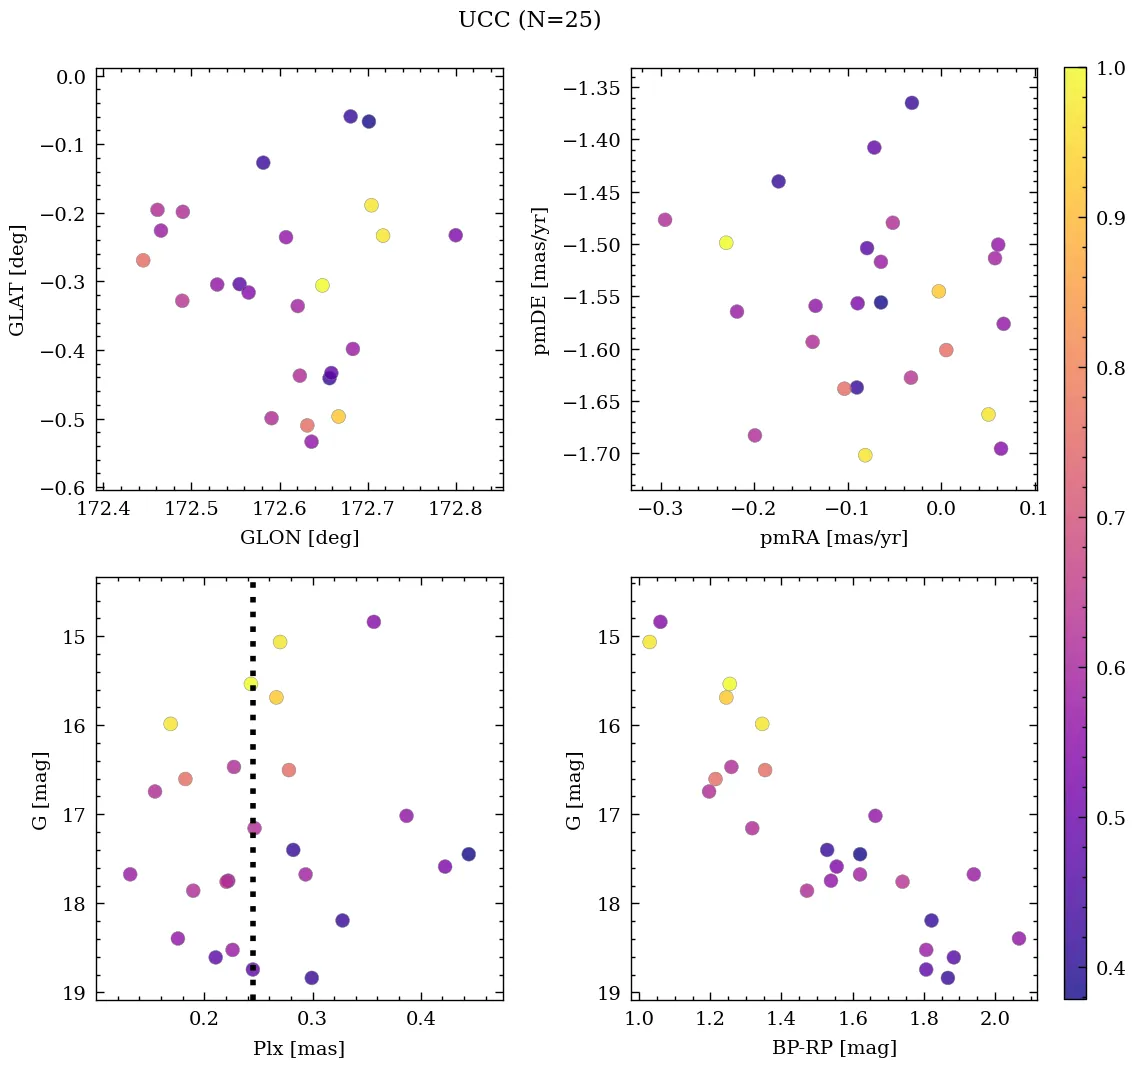 UCC (N=25)
0.0
−0.1
−0.2
−0.3
−0.4
−0.5
−0.6
GLAT [deg]
172.4 172.5 172.6 172.7 172.8
GLON [deg]
−1.35
−1.40
−1.45
−1.50
−1.55
−1.60
−1.65
−1.70
pmDE [mas/yr]
−0.3 −0.2 −0.1 0.0 0.1
pmRA [mas/yr]
15
16
17
18
19
G [mag]
0.2 0.3 0.4
Plx [mas]
15
16
17
18
19
G [mag]
1.0 1.2 1.4 1.6 1.8 2.0
BP-RP [mag]
1.0
0.9
0.8
0.7
0.6
0.5
0.4